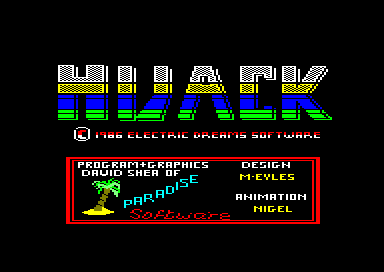 HIJACK
© 1986 ELECTRIC DREAMS SOFTWARE
PROGRAM+GRAPHICS
DAVID SHEA OF
PARADISE
Software
DESIGN
M·EYLES
ANIMATION
NIGEL